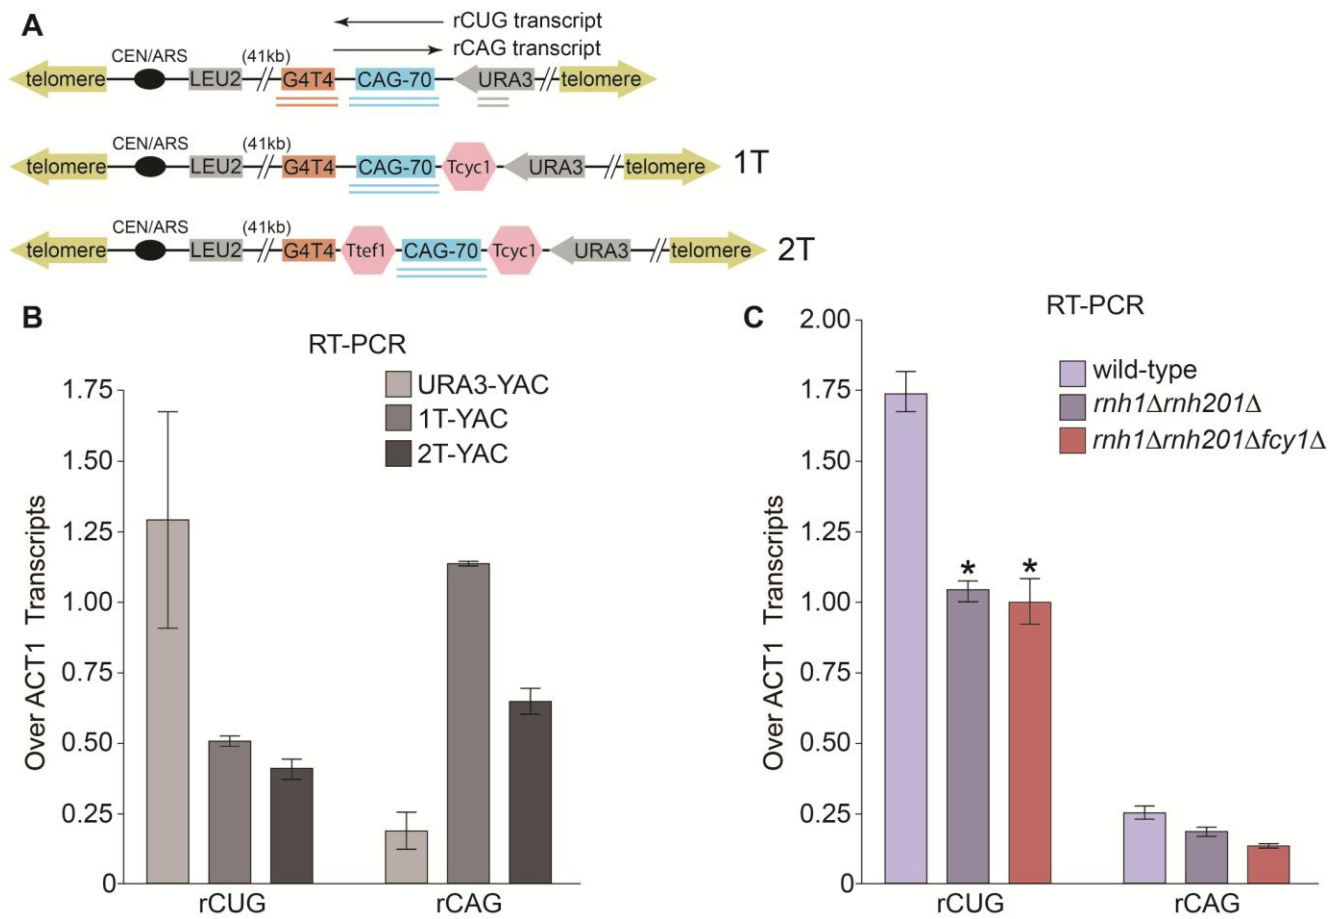 A
rCUG transcript
rCAG transcript
CEN/ARS (41kb)
telomere LEU2 // G4T4 CAG-70 URA3 // telomere
CEN/ARS (41kb)
telomere LEU2 // G4T4 CAG-70 Tcyc1 URA3 // telomere 1T
CEN/ARS (41kb)
telomere LEU2 // G4T4 Ttef1 CAG-70 Tcyc1 URA3 // telomere 2T
B
RT-PCR
URA3-YAC
1T-YAC
2T-YAC
Over ACT1 Transcripts
1.75
1.50
1.25
1.00
0.75
0.50
0.25
0
rCUG rCAG
C
RT-PCR
wild-type
rnh1Δrnh201Δ
rnh1Δrnh201Δfcy1Δ
Over ACT1 Transcripts
2.00
1.75
1.50
1.25
1.00
0.75
0.50
0.25
0
* *
rCUG rCAG